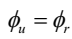 ϕᵤ = ϕᵣ